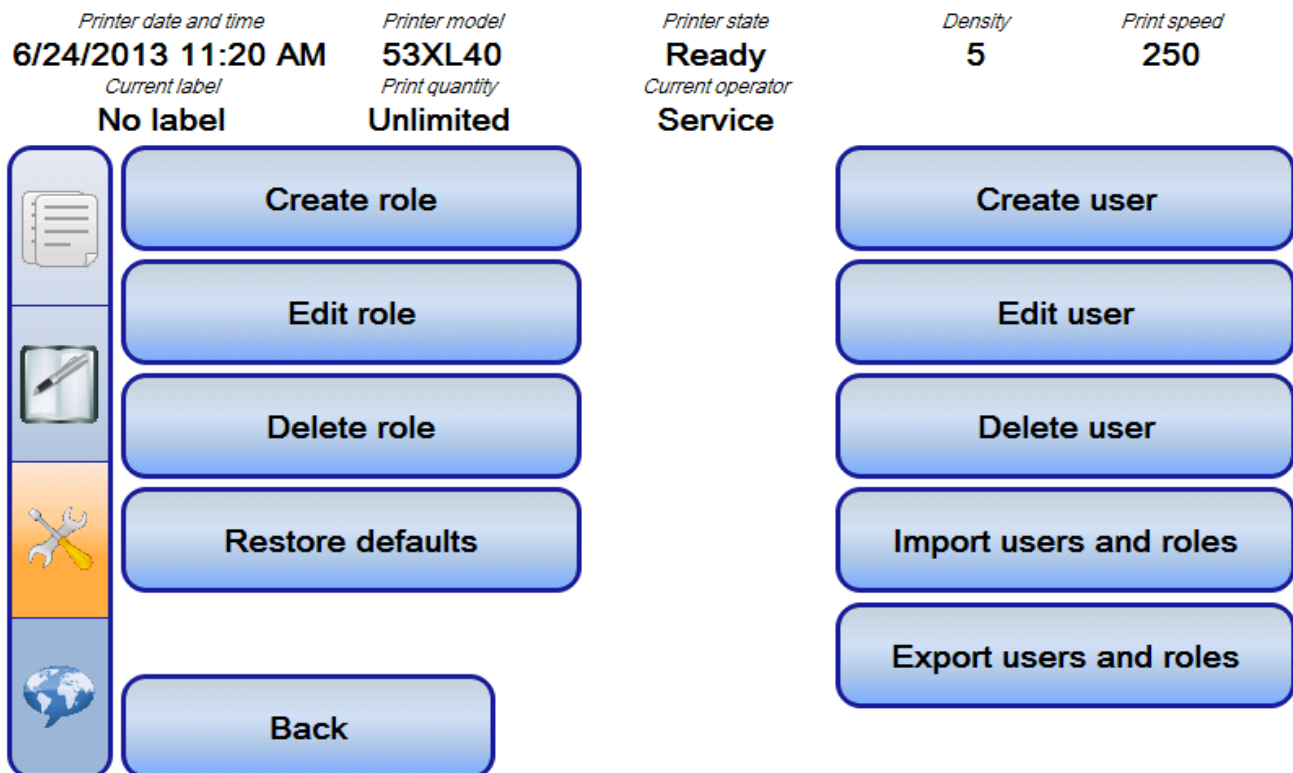 Printer date and time Printer model Printer state Density Print speed
6/24/2013 11:20 AM 53XL40 Ready 5 250
Current label Print quantity Current operator
No label Unlimited Service
Create role Create user
Edit role Edit user
Delete role Delete user
Restore defaults Import users and roles
Export users and roles
Back